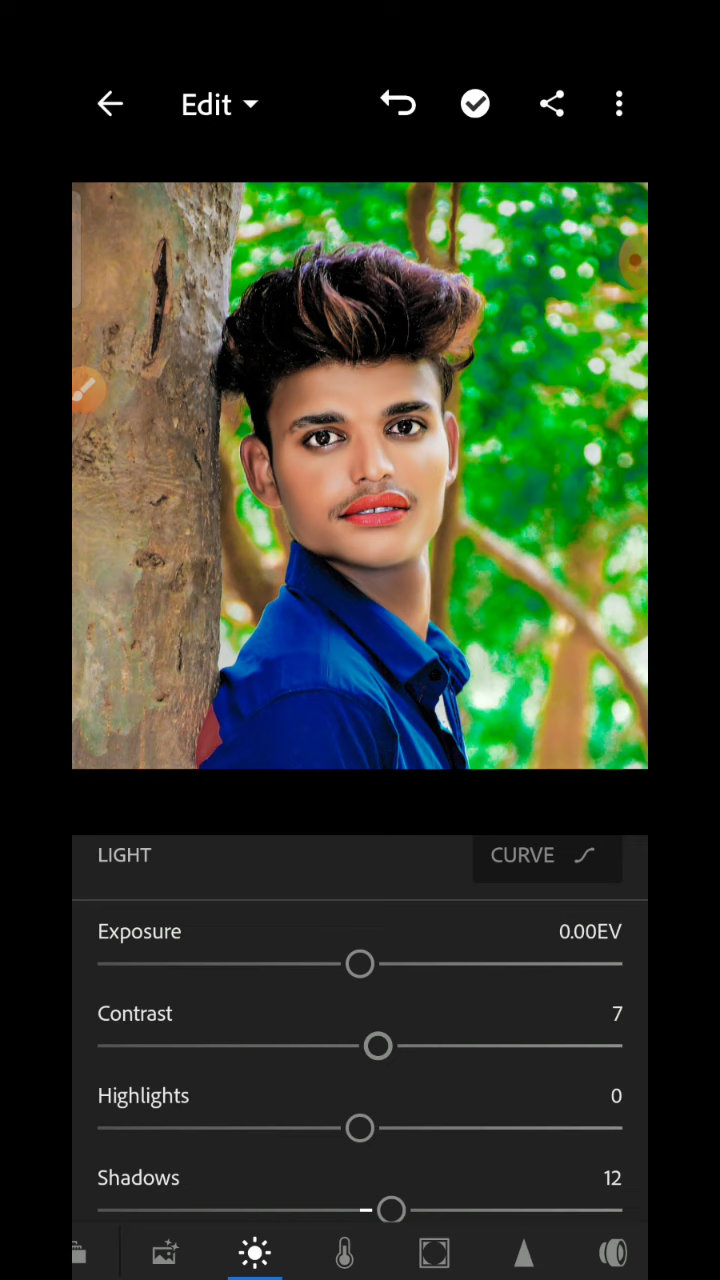 Edit
LIGHT
CURVE
Exposure
0.00EV
Contrast
7
Highlights
0
Shadows
12